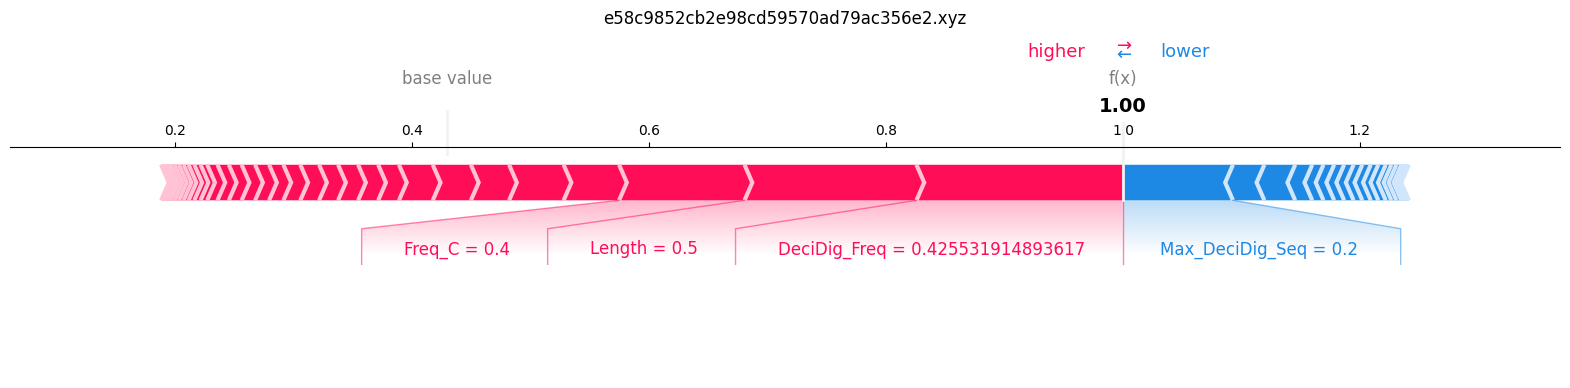 e58c9852cb2e98cd59570ad79ac356e2.xyz
higher → ← lower
base value f(x)
1.00
0.2 0.4 0.6 0.8 1 0 1.2
Freq_C = 0.4 Length = 0.5 DeciDig_Freq = 0.425531914893617 Max_DeciDig_Seq = 0.2